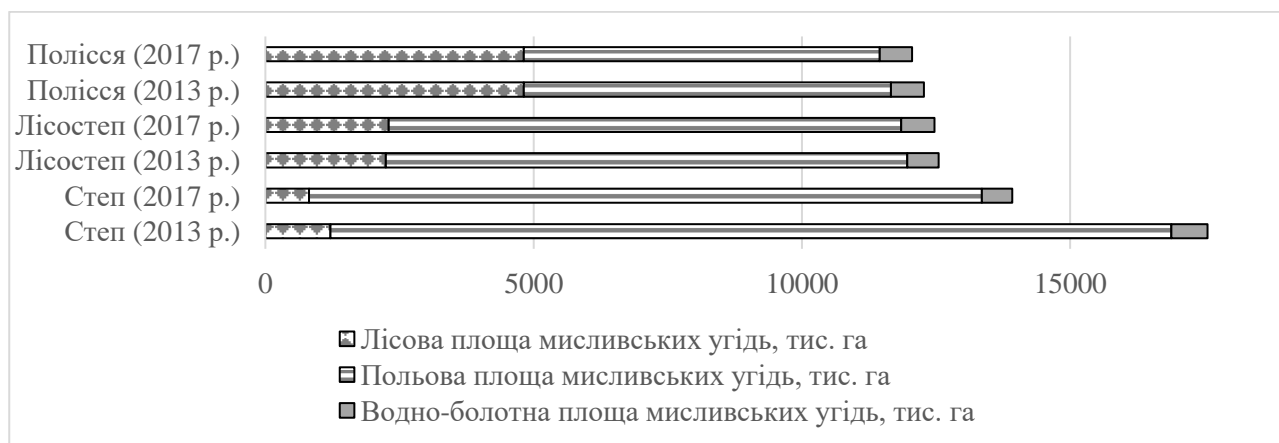 Полісся (2017 р.)
Полісся (2013 р.)
Лісостеп (2017 р.)
Лісостеп (2013 р.)
Степ (2017 р.)
Степ (2013 р.)
0 5000 10000 15000
Лісова площа мисливських угідь, тис. га
Польова площа мисливських угідь, тис. га
Водно-болотна площа мисливських угідь, тис. га